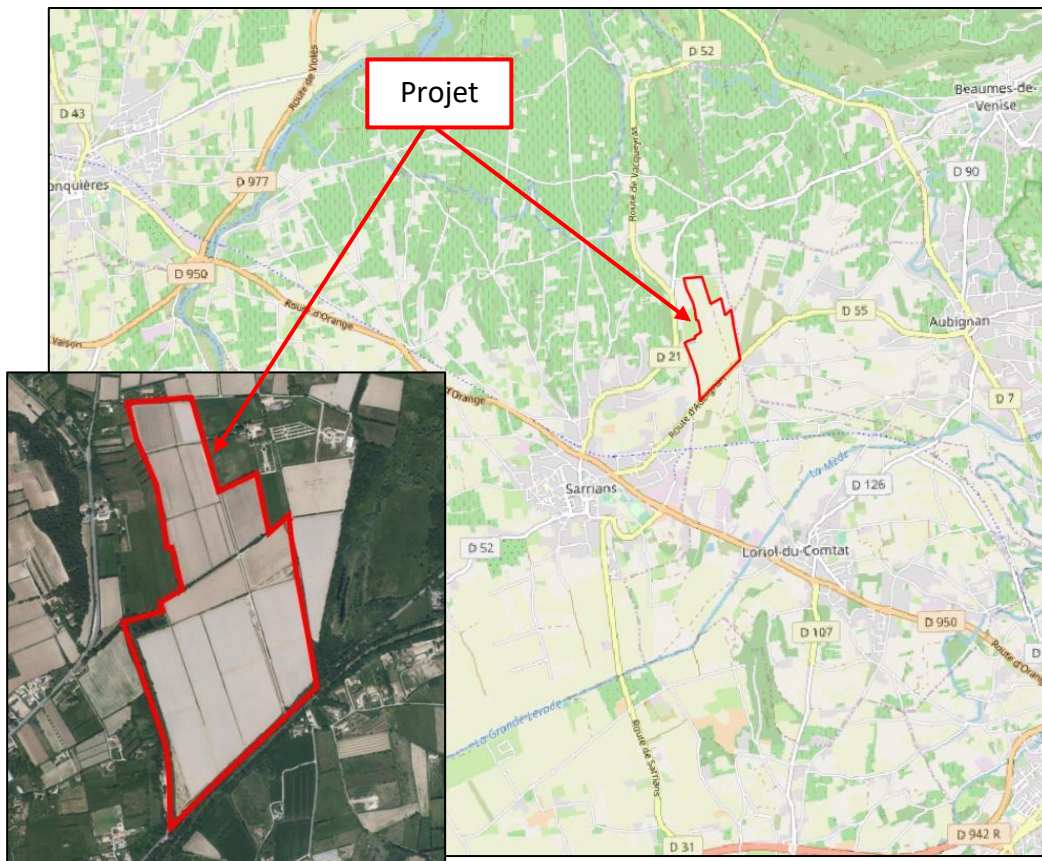 Projet
D 52
Route de Violès
Beaumes-de-
Venise
D 43
Route de Vacqueyras
D 90
onquières
D 977
D 950
Route d'Orange
Vaison
D 55
Aubignan
D 21
d'Orange
D 7
La Mède
Sarrians
D 126
D 52
Loriol-du-Comtat
D 107
D 950
D
Route d'Orang
La Grande Levade
Route de Sarrians
D 31
D 942 R